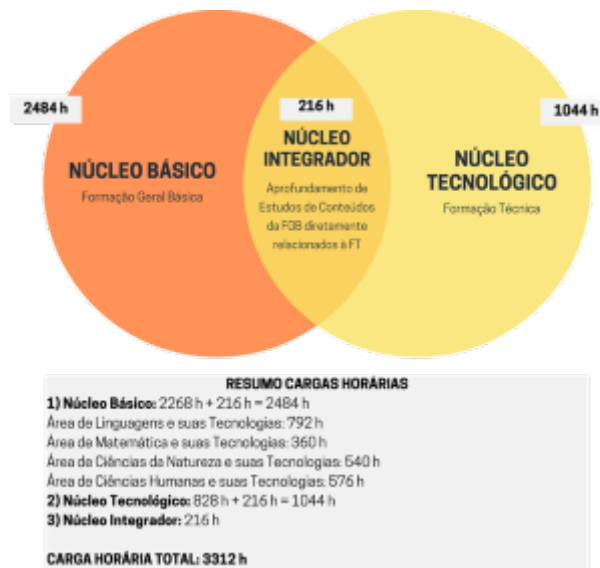 2484 h
216 h
1044 h
NÚCLEO BÁSICO
Formação Geral Básica
NÚCLEO
INTEGRADOR
Aprofundamento de
Estudos de Conteúdos
da FGB diretamente
relacionados à FT
NÚCLEO
TECNOLÓGICO
Formação Técnica
RESUMO CARGAS HORÁRIAS
1) Núcleo Básico: 2268 h + 216 h = 2484 h
Área de Linguagens e suas Tecnologias: 792 h
Área de Matemática e suas Tecnologias: 360 h
Área de Ciências da Natureza e suas Tecnologias: 540 h
Área de Ciências Humanas e suas Tecnologias: 576 h
2) Núcleo Tecnológico: 828 h + 216 h = 1044 h
3) Núcleo Integrador: 216 h
CARGA HORÁRIA TOTAL: 3312 h